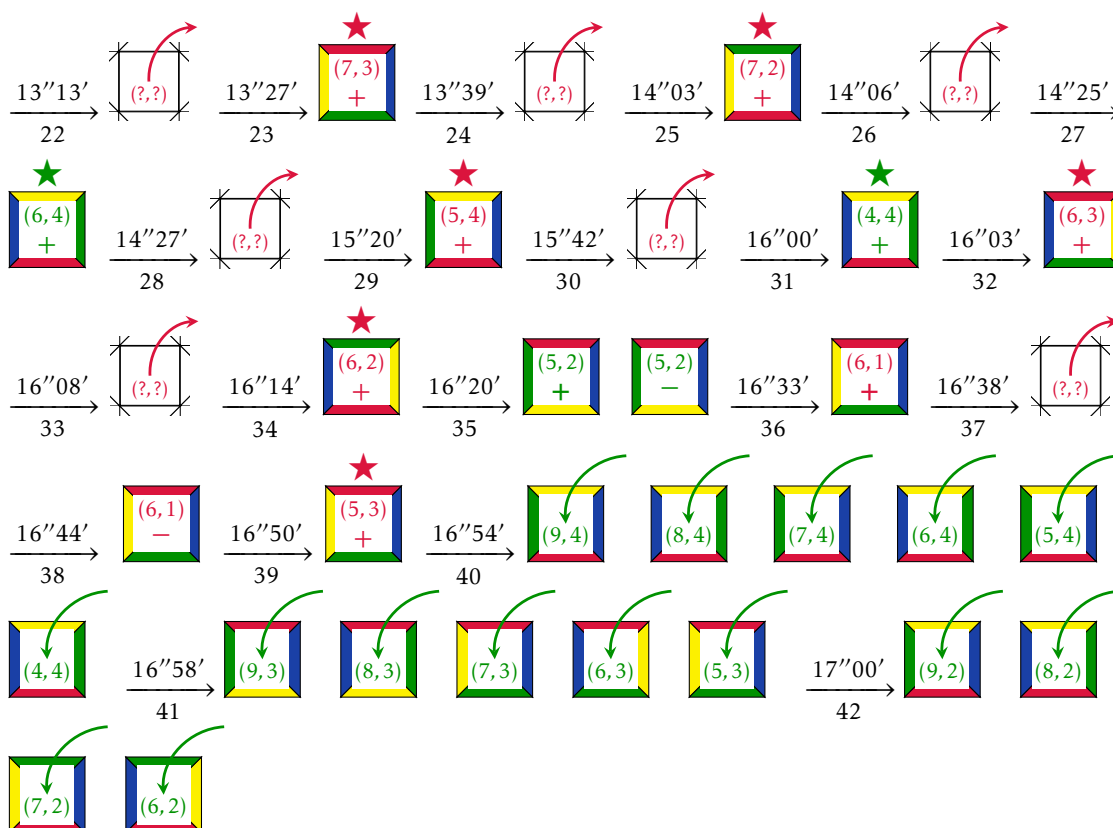 13″13′ 22 (?,?) 13″27′ 23 (7,3) + 13″39′ 24 (?,?) 14″03′ 25 (7,2) + 14″06′ 26 (?,?) 14″25′ 27
(6,4) + 14″27′ 28 (?,?) 15″20′ 29 (5,4) + 15″42′ 30 (?,?) 16″00′ 31 (4,4) + 16″03′ 32 (6,3) +
16″08′ 33 (?,?) 16″14′ 34 (6,2) + 16″20′ 35 (5,2) + (5,2) − 16″33′ 36 (6,1) + 16″38′ 37 (?,?)
16″44′ 38 (6,1) − 16″50′ 39 (5,3) + 16″54′ 40 (9,4) (8,4) (7,4) (6,4) (5,4)
(4,4) 16″58′ 41 (9,3) (8,3) (7,3) (6,3) (5,3) 17″00′ 42 (9,2) (8,2)
(7,2) (6,2)